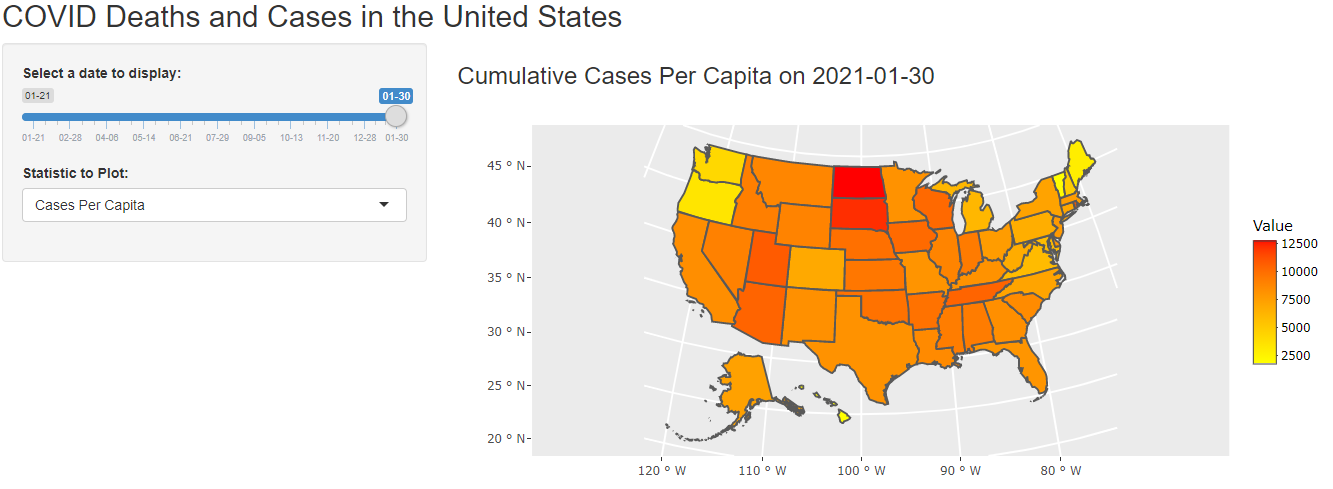 COVID Deaths and Cases in the United States
Select a date to display:
01-21 01-30
01-21 02-28 04-06 05-14 06-21 07-29 09-05 10-13 11-20 12-28 01-30
Statistic to Plot:
Cases Per Capita
Cumulative Cases Per Capita on 2021-01-30
45 ° N
40 ° N
35 ° N
30 ° N
25 ° N
20 ° N
120 ° W 110 ° W 100 ° W 90 ° W 80 ° W
Value
12500
10000
7500
5000
2500